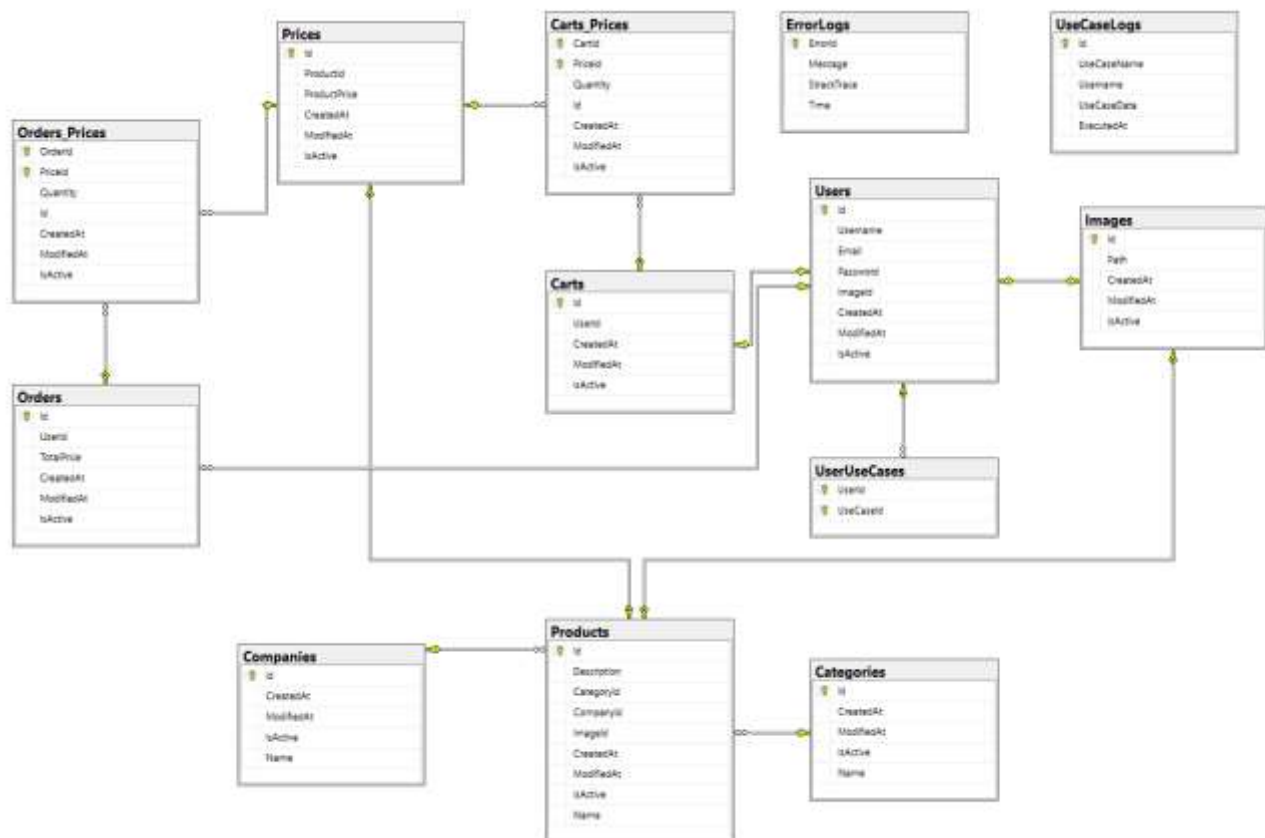 Prices
Id
ProductId
ProductPrice
CreatedAt
ModifiedAt
IsActive
Carts_Prices
CartId
PriceId
Quantity
Id
CreatedAt
ModifiedAt
IsActive
ErrorLogs
ErrorId
Message
StrackTrace
Time
UseCaseLogs
Id
UseCaseName
Username
UseCaseData
ExecutedAt
Orders_Prices
OrderId
PriceId
Quantity
Id
CreatedAt
ModifiedAt
IsActive
Users
Id
Username
Email
Password
ImageId
CreatedAt
ModifiedAt
IsActive
Images
Id
Path
CreatedAt
ModifiedAt
IsActive
Carts
Id
UserId
CreatedAt
ModifiedAt
IsActive
Orders
Id
UserId
TotalPrice
CreatedAt
ModifiedAt
IsActive
UserUseCases
UserId
UseCaseId
Companies
Id
CreatedAt
ModifiedAt
IsActive
Name
Products
Id
Description
CategoryId
CompanyId
ImageId
CreatedAt
ModifiedAt
IsActive
Name
Categories
Id
CreatedAt
ModifiedAt
IsActive
Name